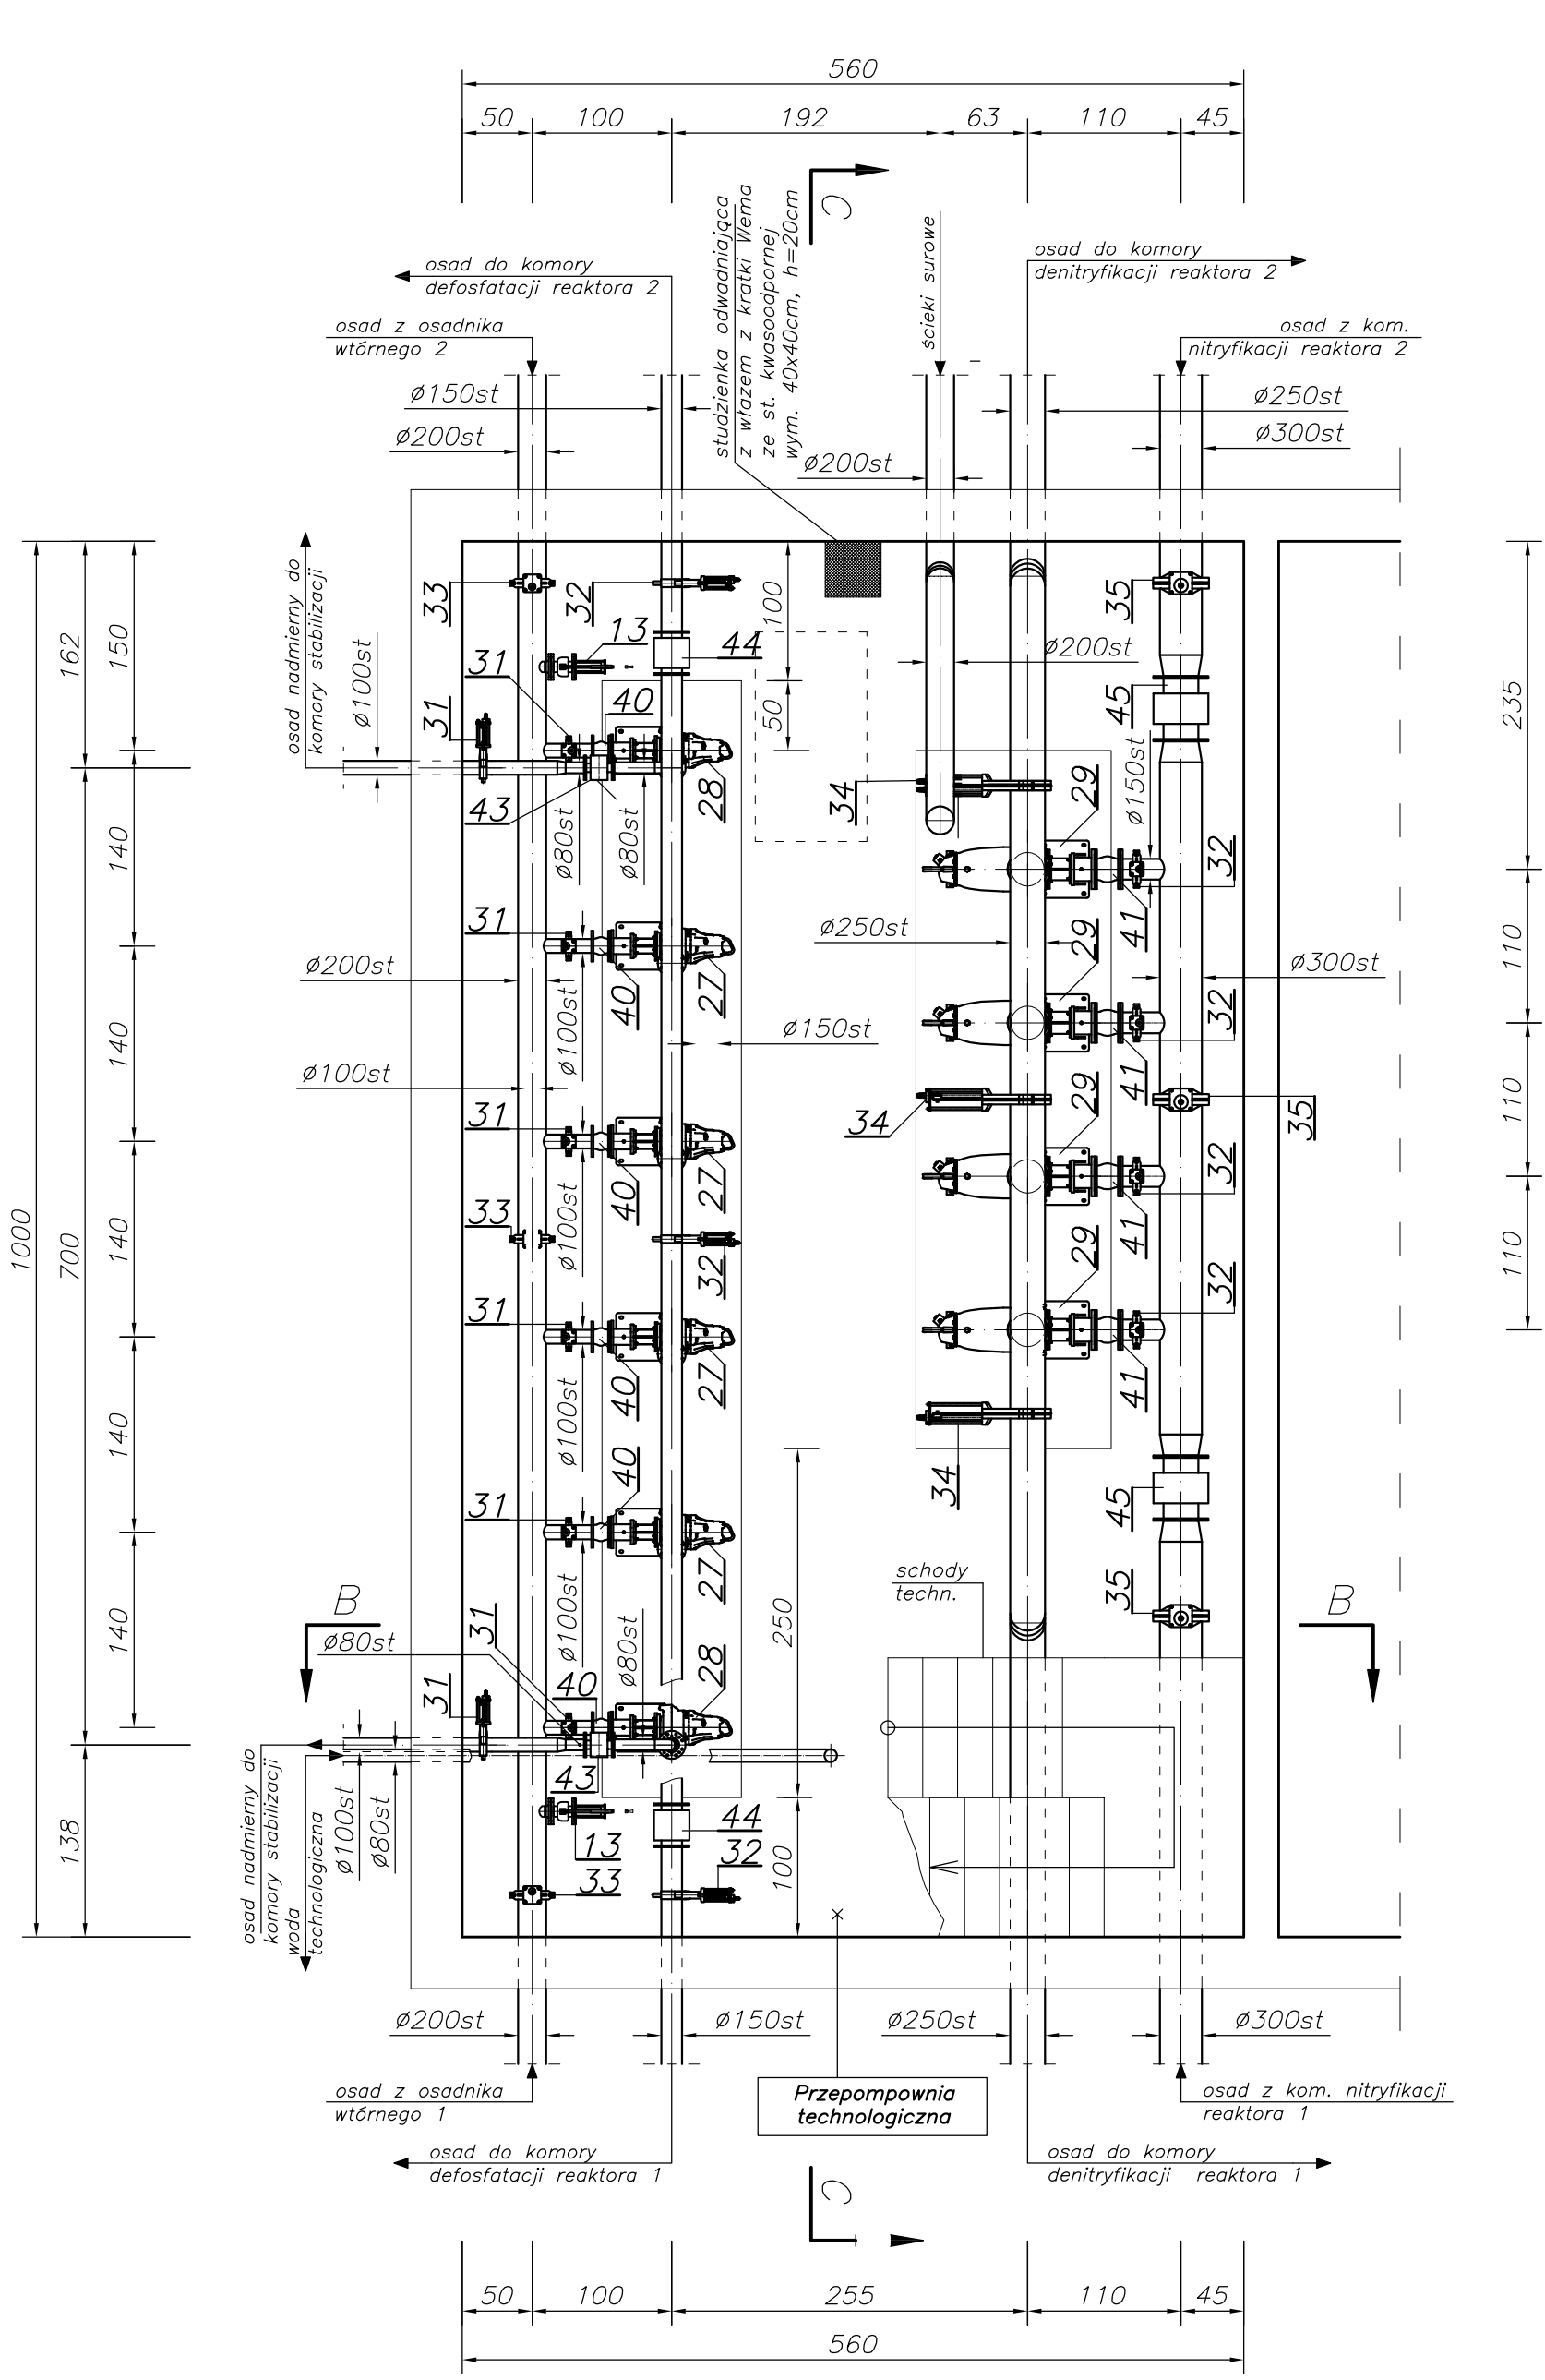 560
50
100
192
63
110
45
C
osad do komory
defosfatacji reaktora 2
osad z osadnika
wtórnego 2
studzienka odwadniająca
z włazem z kratki Wema
ze st. kwasoodpornej
wym. 40x40cm, h=20cm
ścieki surowe
osad do komory
denitryfikacji reaktora 2
osad z kom.
nitryfikacji reaktora 2
ø150st
ø200st
ø200st
ø250st
ø300st
osad nadmierny do
komory stabilizacji
ø100st
162
150
33
32
13
44
100
35
31
31
40
50
ø200st
45
235
28
43
ø80st
ø80st
34
29
ø150st
32
140
31
40
27
ø250st
29
41
110
ø200st
ø100st
ø150st
ø300st
32
140
ø100st
31
40
27
34
29
41
35
110
1000
700
33
32
ø100st
32
140
31
40
27
29
41
110
32
ø100st
41
140
31
40
27
34
45
schody
techn.
35
B
B
31
ø80st
ø100st
ø80st
28
250
140
31
40
43
osad nadmierny do
komory stabilizacji
woda
technologiczna
ø100st
ø80st
138
13
44
32
33
100
ø200st
ø150st
ø250st
ø300st
osad z osadnika
wtórnego 1
Przepompownia
technologiczna
osad z kom. nitryfikacji
reaktora 1
osad do komory
defosfatacji reaktora 1
osad do komory
denitryfikacji reaktora 1
C
50
100
255
110
45
560